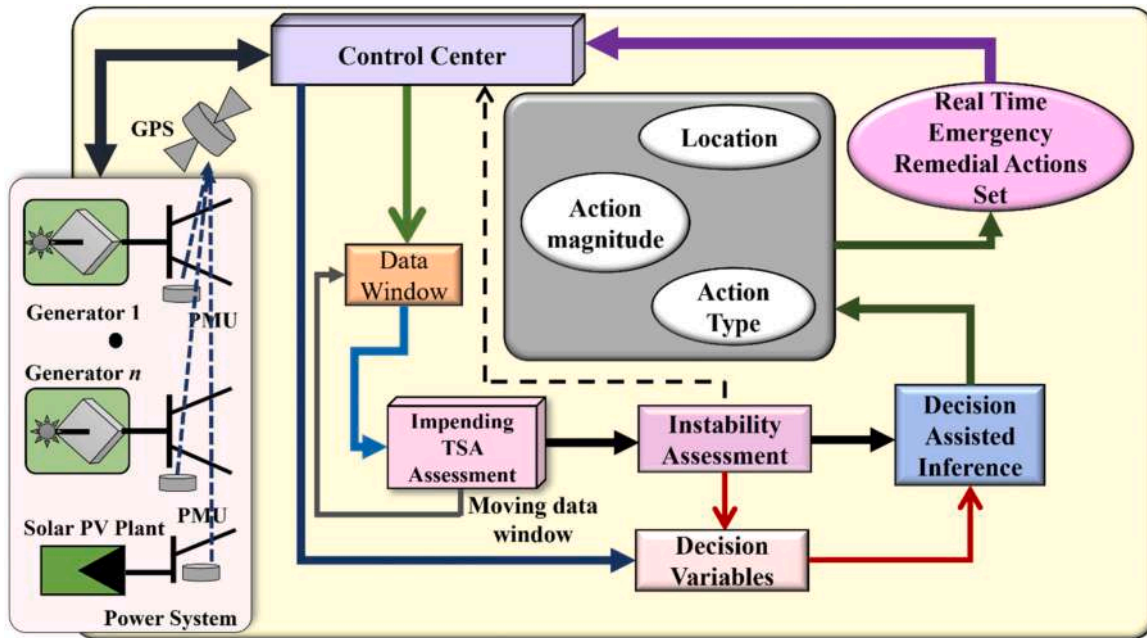 Control Center
GPS
Location
Real Time
Emergency
Remedial Actions
Set
Action
magnitude
Data
Window
Action
Type
Generator 1
PMU
Generator n
Impending
TSA
Assessment
Instability
Assessment
Decision
Assisted
Inference
Moving data
window
PMU
Solar PV Plant
Decision
Variables
Power System